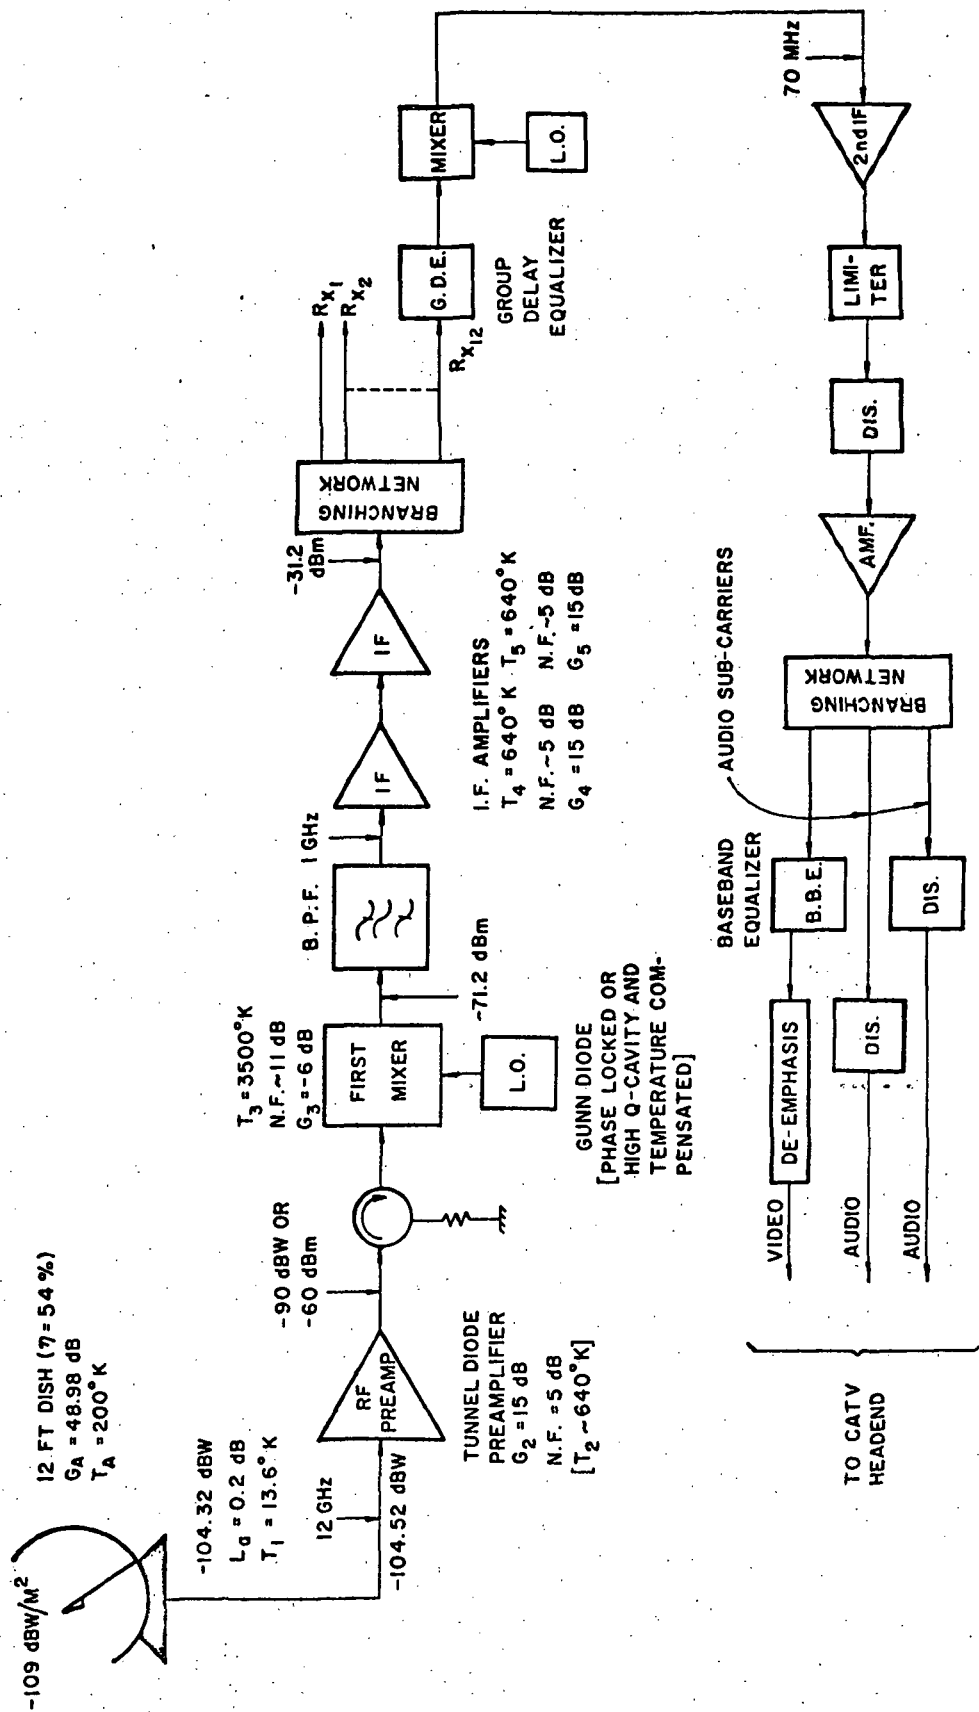 -109 dBW/M²
12 FT DISH (η = 54 %)
G_A = 48.98 dB
T_A = 200°K
-104.32 dBW
L_a = 0.2 dB
T_1 = 13.6°K
12 GHz
-104.52 dBW
RF
PREAMP
TUNNEL DIODE
PREAMPLIFIER
G_2 = 15 dB
N.F. = 5 dB
[T_2 ~ 640°K]
-90 dBW OR
-60 dBm
T_3 = 3500°K
N.F. ~ 11 dB
G_3 = -6 dB
FIRST
MIXER
L.O.
GUNN DIODE
[PHASE LOCKED OR
HIGH Q-CAVITY AND
TEMPERATURE COM-
PENSATED]
-71.2 dBm
B.P.F.
1 GHz
IF
IF
I.F. AMPLIFIERS
T_4 = 640°K T_5 = 640°K
N.F. ~ 5 dB N.F. ~ 5 dB
G_4 = 15 dB G_5 = 15 dB
-31.2
dBm
BRANCHING
NETWORK
R_X1
R_X2
R_X12
G.D.E.
GROUP
DELAY
EQUALIZER
MIXER
L.O.
70 MHz
2nd IF
LIMI-
TER
DIS.
AMP.
BRANCHING
NETWORK
AUDIO SUB-CARRIERS
BASEBAND
EQUALIZER
B.B.E.
DIS.
DE-EMPHASIS
DIS.
VIDEO
AUDIO
AUDIO
TO CATV
HEADEND